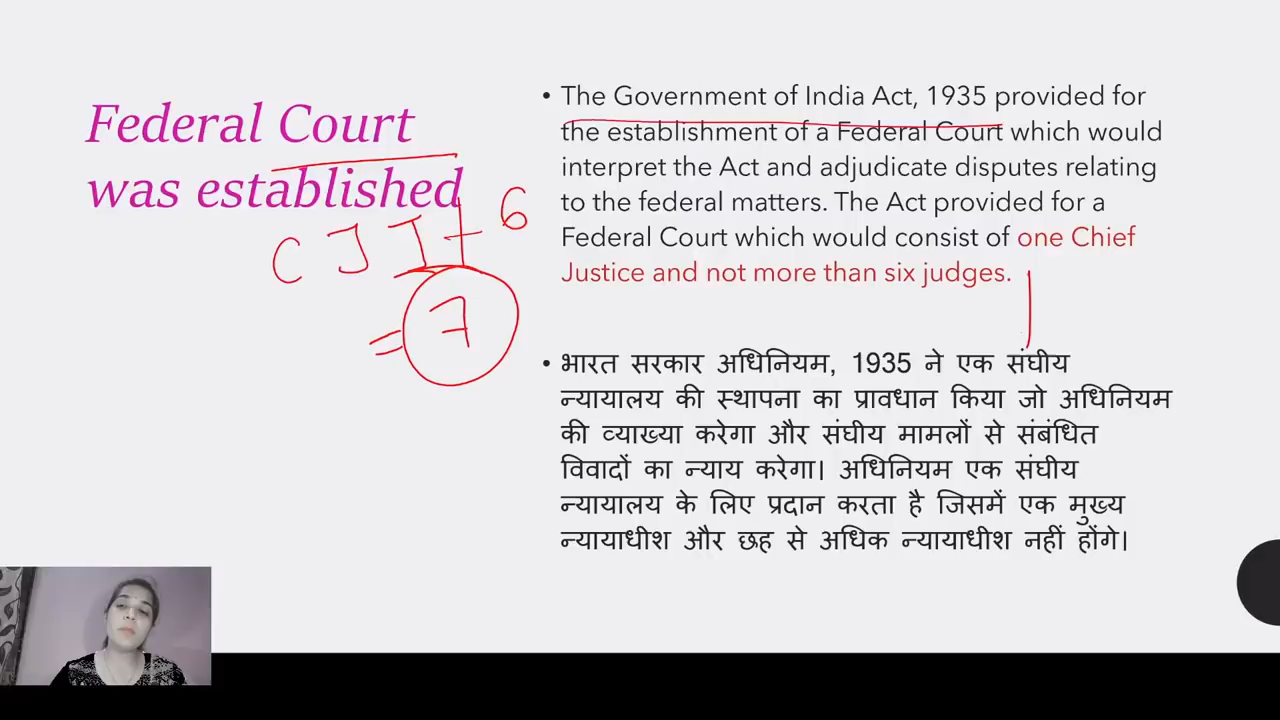 Federal Court
was established
CJI + 6
= 7
• The Government of India Act, 1935 provided for
the establishment of a Federal Court which would
interpret the Act and adjudicate disputes relating
to the federal matters. The Act provided for a
Federal Court which would consist of one Chief
Justice and not more than six judges.
• भारत सरकार अधिनियम, 1935 ने एक संघीय
न्यायालय की स्थापना का प्रावधान किया जो अधिनियम
की व्याख्या करेगा और संघीय मामलों से संबंधित
विवादों का न्याय करेगा। अधिनियम एक संघीय
न्यायालय के लिए प्रदान करता है जिसमें एक मुख्य
न्यायाधीश और छह से अधिक न्यायाधीश नहीं होंगे।